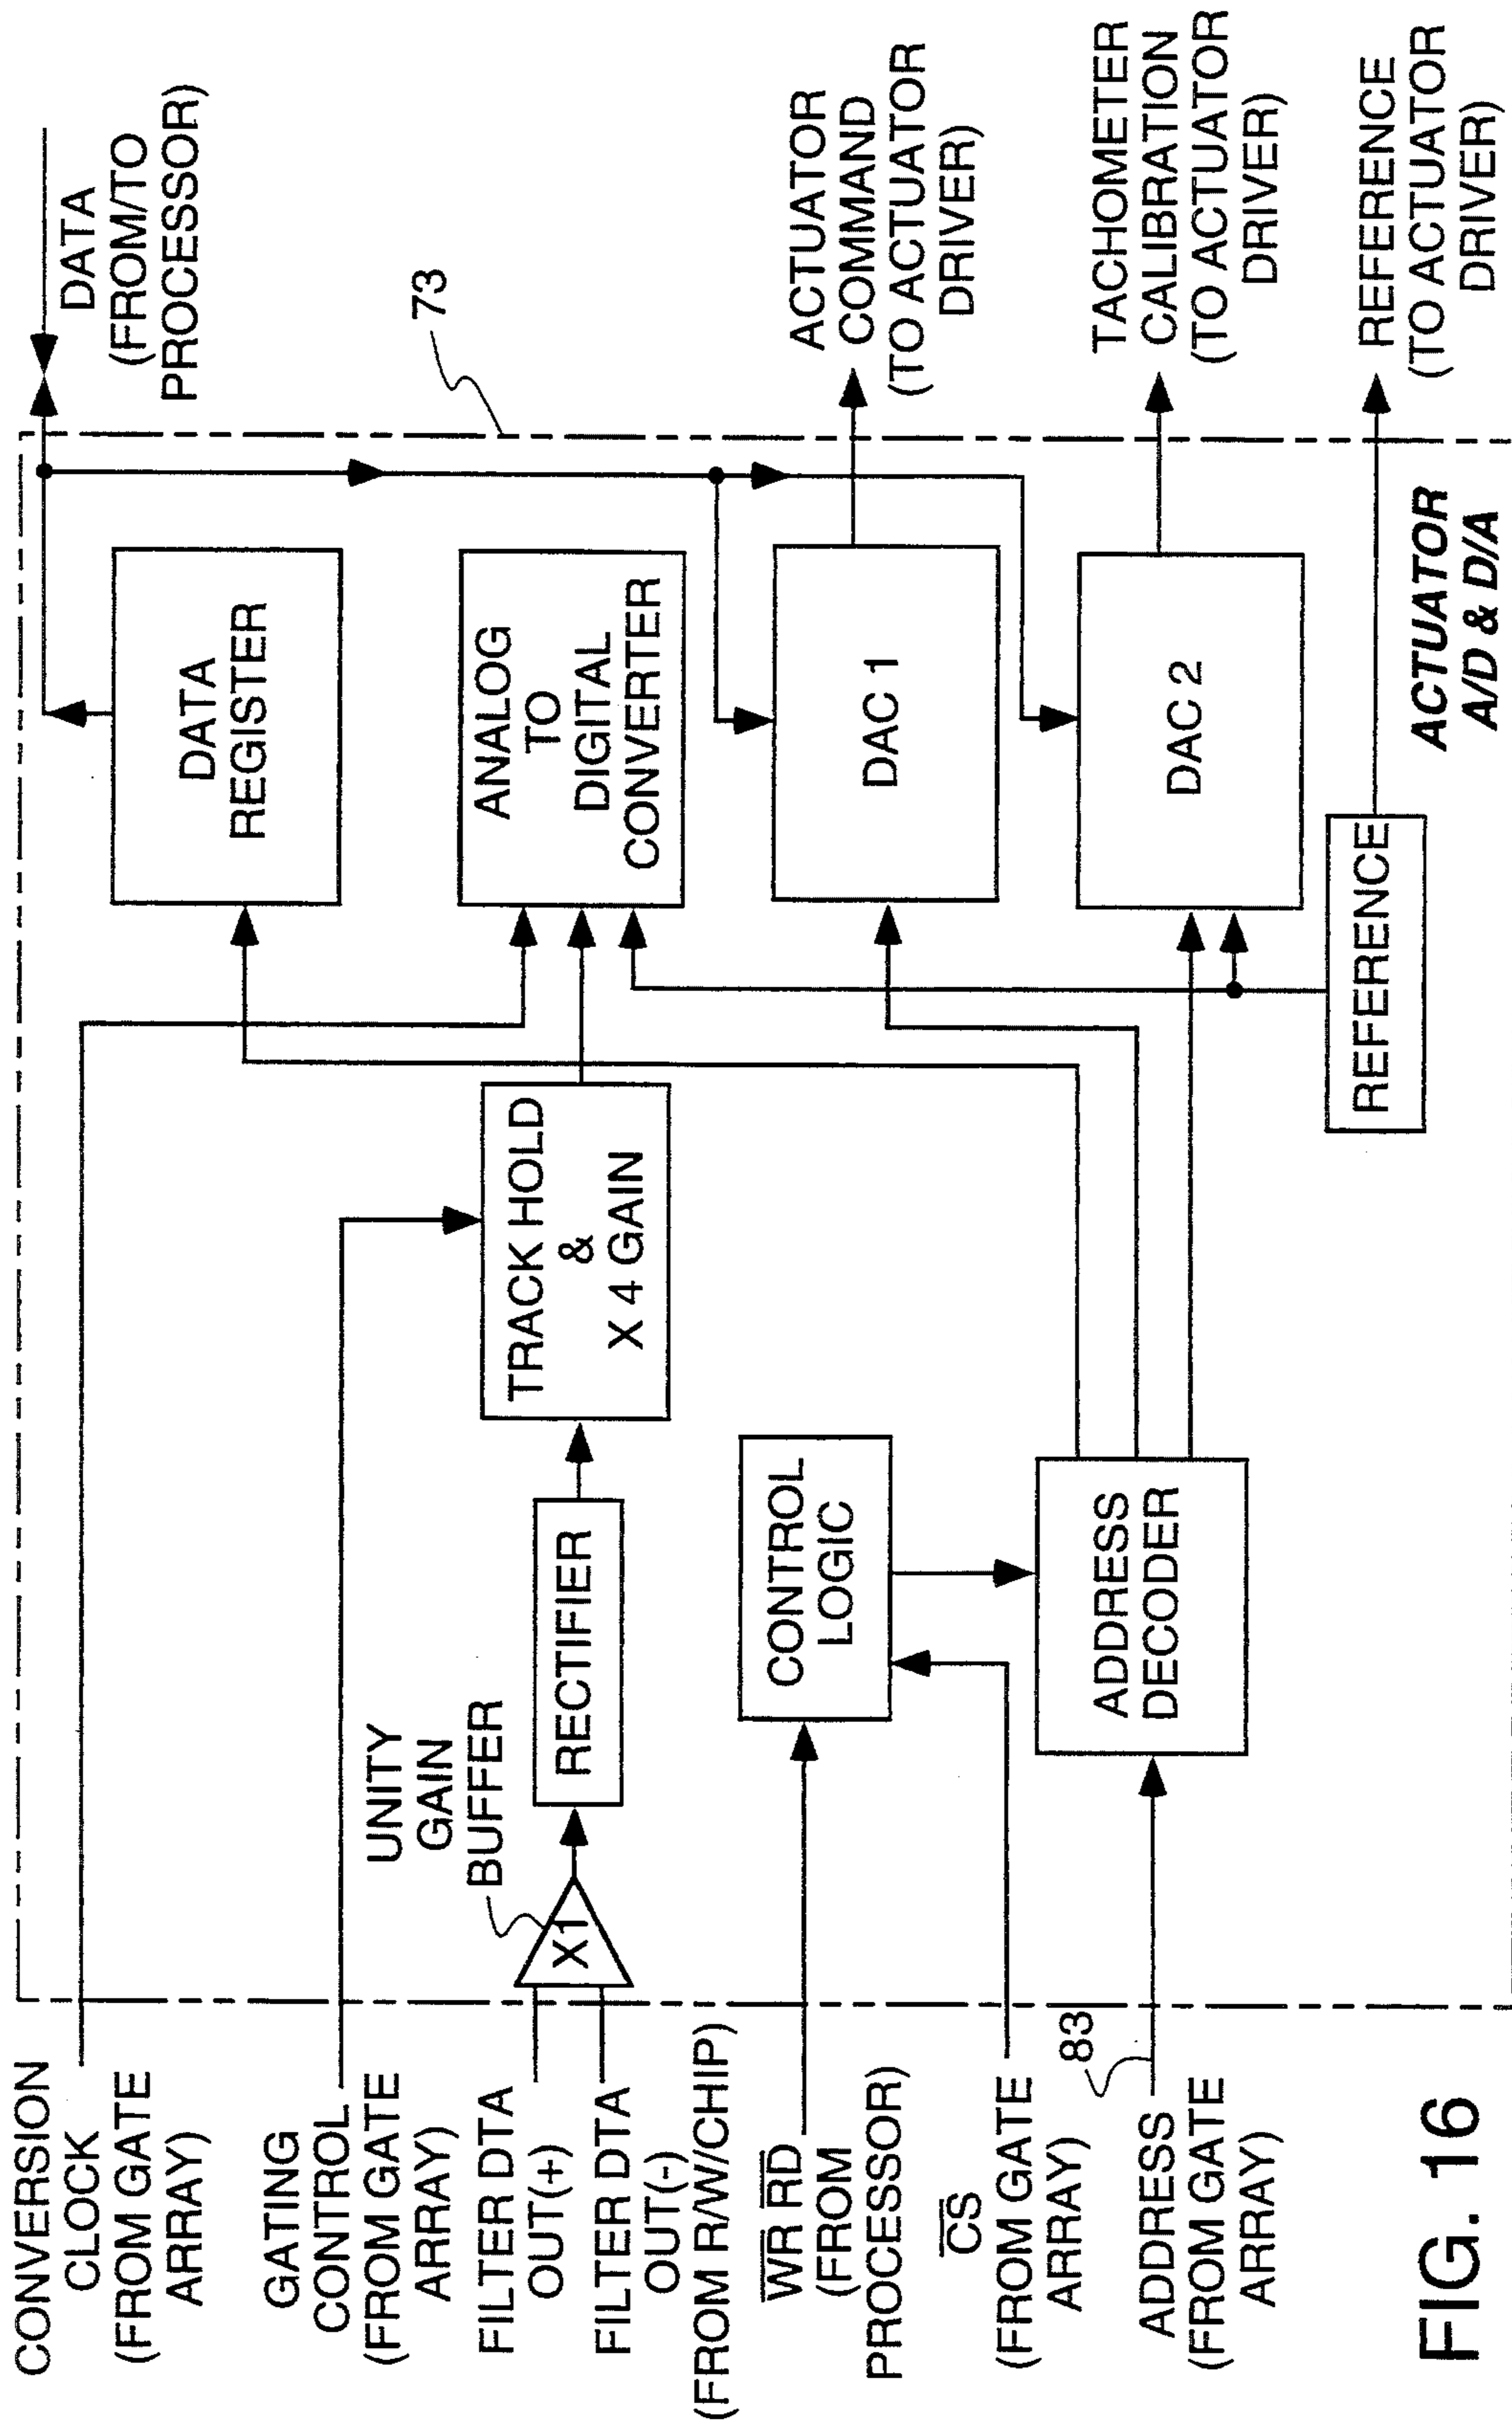 CONVERSION
CLOCK
(FROM GATE
ARRAY)
GATING
CONTROL
(FROM GATE
ARRAY)
FILTER DTA
OUT(+)
FILTER DTA
OUT(-)
(FROM R/W/CHIP)
WR RD
(FROM
PROCESSOR)
CS
(FROM GATE
ARRAY)
83
ADDRESS
(FROM GATE
ARRAY)
UNITY
GAIN
BUFFER
X1
RECTIFIER
TRACK HOLD
&
X 4 GAIN
CONTROL
LOGIC
ADDRESS
DECODER
DATA
REGISTER
ANALOG
TO
DIGITAL
CONVERTER
DAC 1
DAC 2
REFERENCE
DATA
(FROM/TO
PROCESSOR)
73
ACTUATOR
COMMAND
(TO ACTUATOR
DRIVER)
TACHOMETER
CALIBRATION
(TO ACTUATOR
DRIVER)
REFERENCE
(TO ACTUATOR
DRIVER)
ACTUATOR
A/D & D/A
FIG. 16